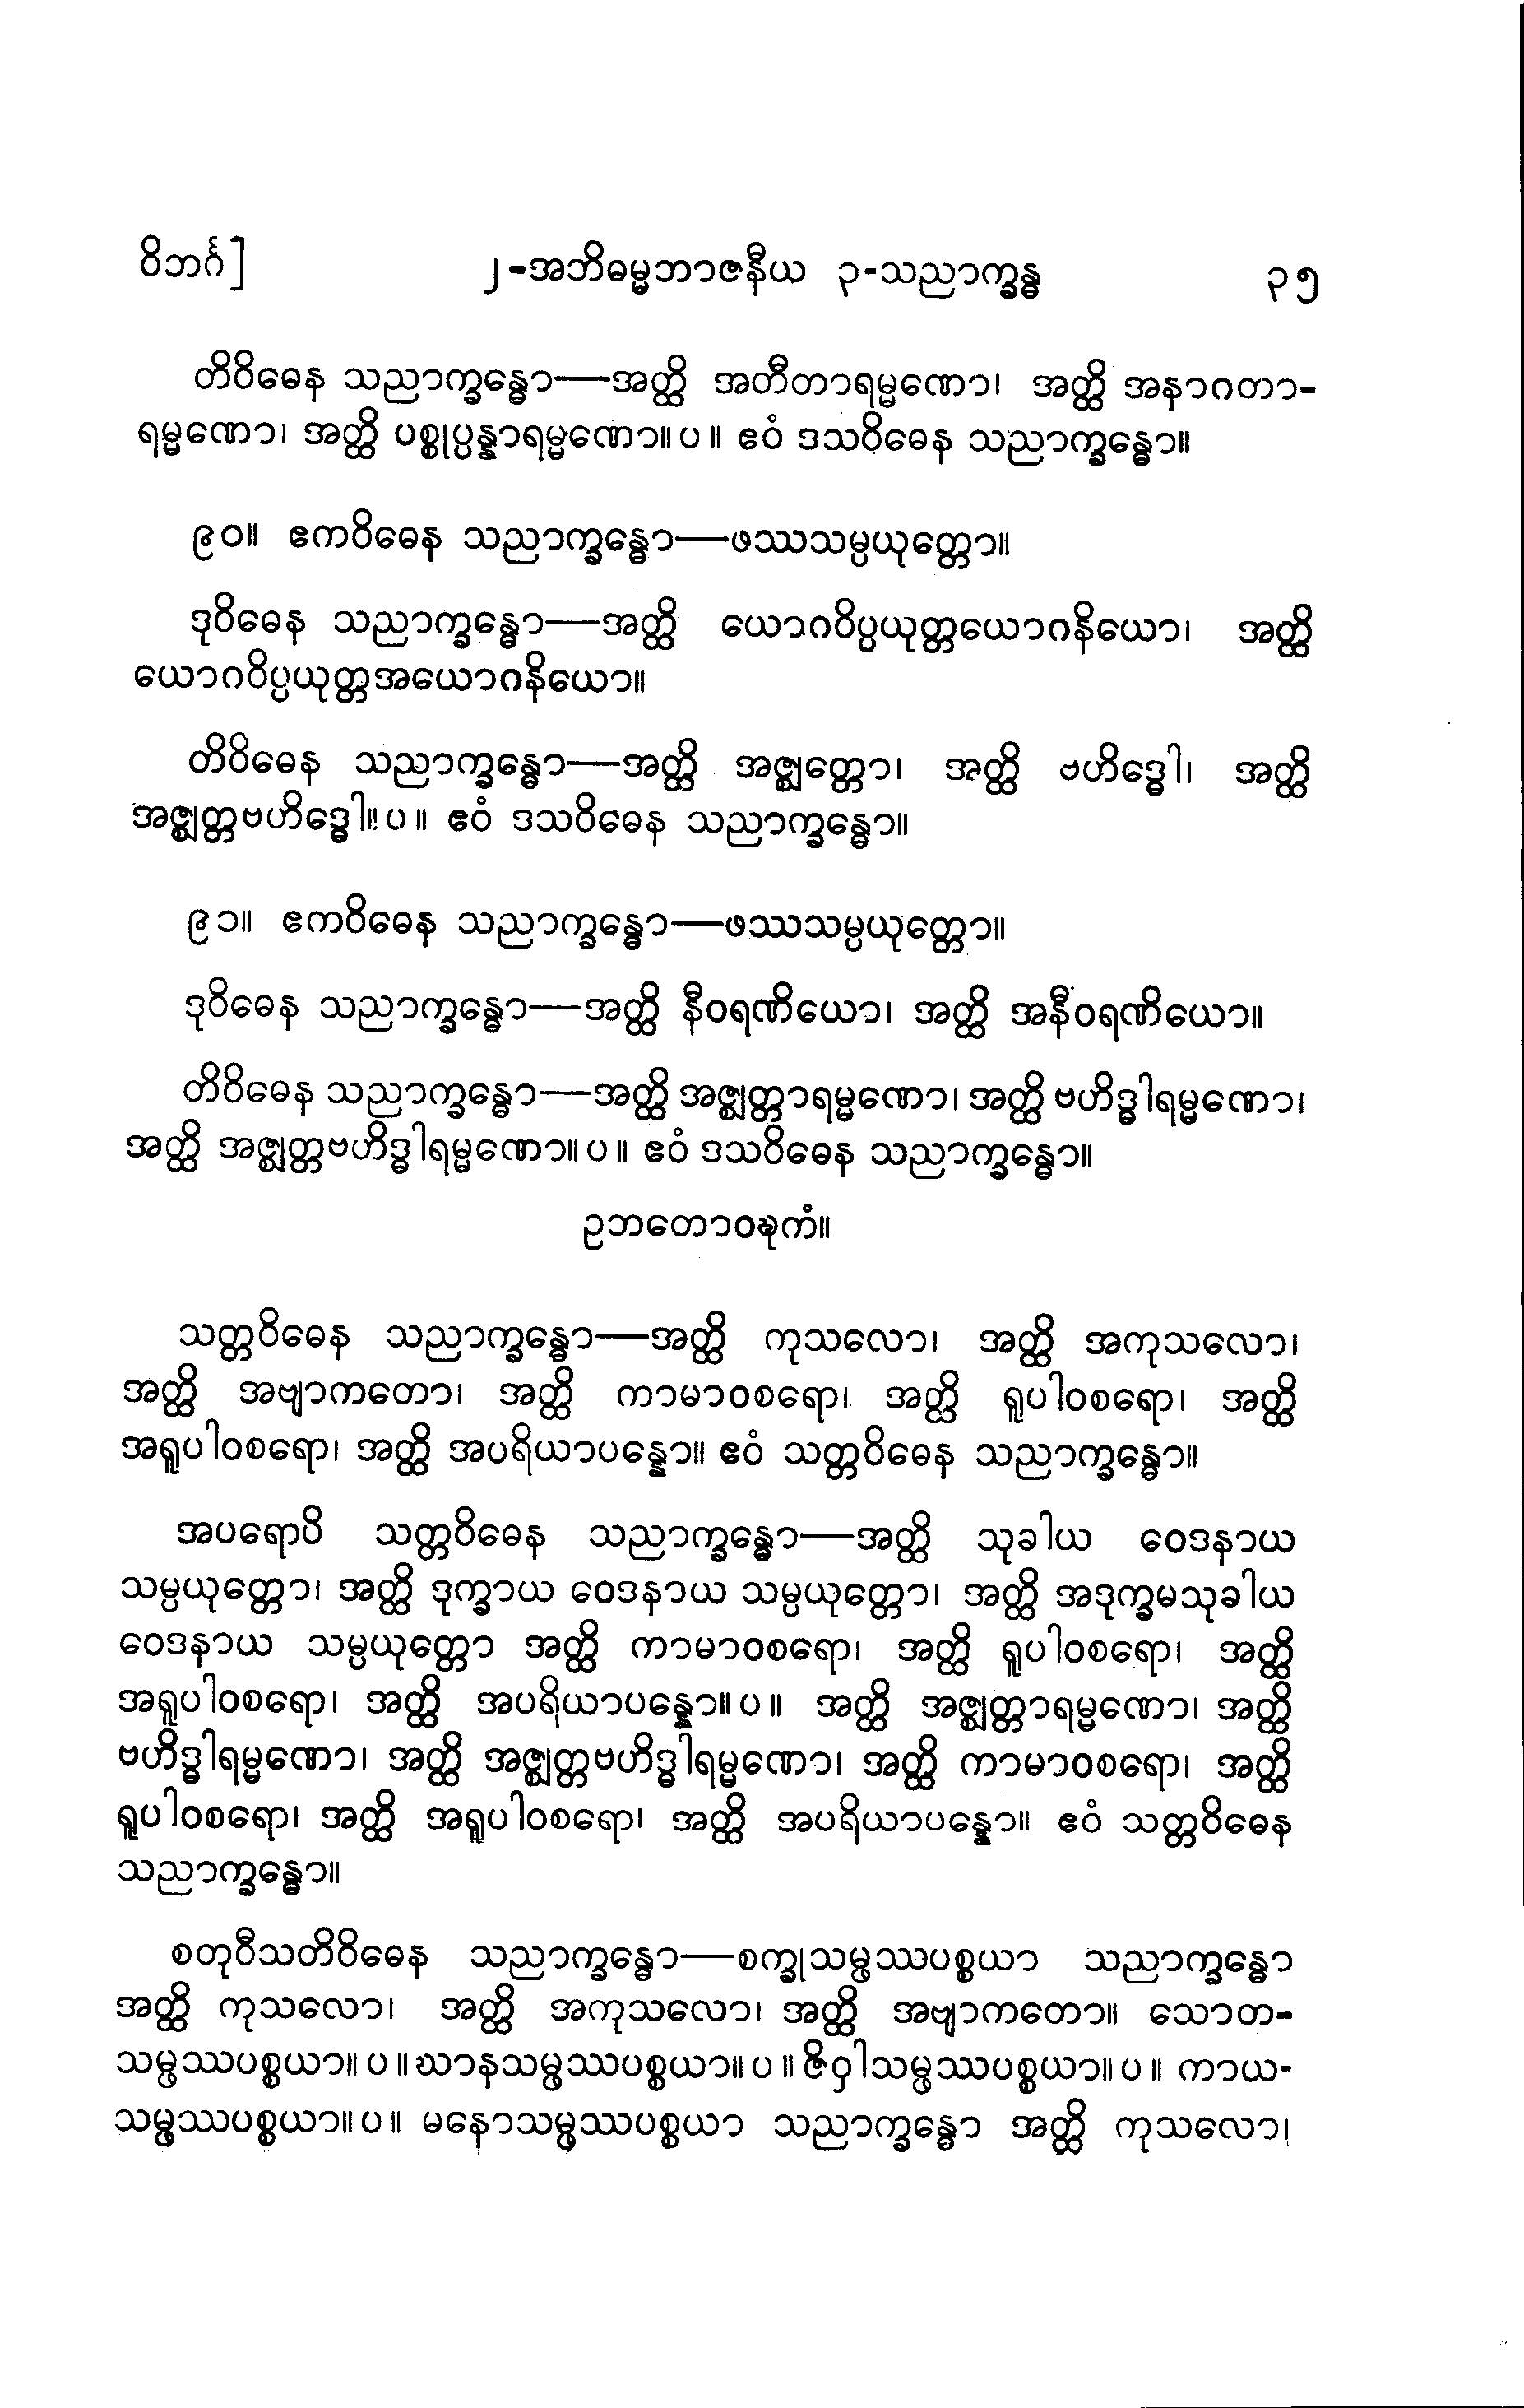 ဝိဘင်္ဂ] ၂-အဘိဓမ္မဘာဇနီယ ၃-သညာက္ခန္ဓ ၃၅
တိဝိဓေန သညာက္ခန္ဓော—အတ္ထိ အတီတာရမ္မဏော၊ အတ္ထိ အနာဂတာ-
ရမ္မဏော၊ အတ္ထိ ပစ္စုပ္ပန္နာရမ္မဏော။ ပ ။ ဧဝံ ဒသဝိဓေန သညာက္ခန္ဓော။
၉၀။ ဧကဝိဓေန သညာက္ခန္ဓော—ဖဿသမ္ပယုတ္တော။
ဒုဝိဓေန သညာက္ခန္ဓော—အတ္ထိ ယောဂဝိပ္ပယုတ္တယောဂနိယော၊ အတ္ထိ
ယောဂဝိပ္ပယုတ္တအယောဂနိယော။
တိဝိဓေန သညာက္ခန္ဓော—အတ္ထိ အဇ္ဈတ္တော၊ အတ္ထိ ဗဟိဒ္ဓေါ၊ အတ္ထိ
အဇ္ဈတ္တဗဟိဒ္ဓေါ။ ပ ။ ဧဝံ ဒသဝိဓေန သညာက္ခန္ဓော။
၉၁။ ဧကဝိဓေန သညာက္ခန္ဓော—ဖဿသမ္ပယုတ္တော။
ဒုဝိဓေန သညာက္ခန္ဓော—အတ္ထိ နီဝရဏိယော၊ အတ္ထိ အနီဝရဏိယော။
တိဝိဓေန သညာက္ခန္ဓော—အတ္ထိ အဇ္ဈတ္တာရမ္မဏော၊ အတ္ထိ ဗဟိဒ္ဓါရမ္မဏော၊
အတ္ထိ အဇ္ဈတ္တဗဟိဒ္ဓါရမ္မဏော။ ပ ။ ဧဝံ ဒသဝိဓေန သညာက္ခန္ဓော။
ဥဘတောဝဍ္ဎကံ။
သတ္တဝိဓေန သညာက္ခန္ဓော—အတ္ထိ ကုသလော၊ အတ္ထိ အကုသလော၊
အတ္ထိ အဗျာကတော၊ အတ္ထိ ကာမာဝစရော၊ အတ္ထိ ရူပါဝစရော၊ အတ္ထိ
အရူပါဝစရော၊ အတ္ထိ အပရိယာပန္နော။ ဧဝံ သတ္တဝိဓေန သညာက္ခန္ဓော။
အပရောပိ သတ္တဝိဓေန သညာက္ခန္ဓော—အတ္ထိ သုခါယ ဝေဒနာယ
သမ္ပယုတ္တော၊ အတ္ထိ ဒုက္ခာယ ဝေဒနာယ သမ္ပယုတ္တော၊ အတ္ထိ အဒုက္ခမသုခါယ
ဝေဒနာယ သမ္ပယုတ္တော အတ္ထိ ကာမာဝစရော၊ အတ္ထိ ရူပါဝစရော၊ အတ္ထိ
အရူပါဝစရော၊ အတ္ထိ အပရိယာပန္နော။ ပ ။ အတ္ထိ အဇ္ဈတ္တာရမ္မဏော၊ အတ္ထိ
ဗဟိဒ္ဓါရမ္မဏော၊ အတ္ထိ အဇ္ဈတ္တဗဟိဒ္ဓါရမ္မဏော၊ အတ္ထိ ကာမာဝစရော၊ အတ္ထိ
ရူပါဝစရော၊ အတ္ထိ အရူပါဝစရော၊ အတ္ထိ အပရိယာပန္နော။ ဧဝံ သတ္တဝိဓေန
သညာက္ခန္ဓော။
စတုဝီသတိဝိဓေန သညာက္ခန္ဓော—စက္ခုသမ္ဖဿပစ္စယာ သညာက္ခန္ဓော
အတ္ထိ ကုသလော၊ အတ္ထိ အကုသလော၊ အတ္ထိ အဗျာကတော။ သောတ-
သမ္ဖဿပစ္စယာ။ ပ ။ ဃာနသမ္ဖဿပစ္စယာ။ ပ ။ ဇိဝှါသမ္ဖဿပစ္စယာ။ ပ ။ ကာယ-
သမ္ဖဿပစ္စယာ။ ပ ။ မနောသမ္ဖဿပစ္စယာ သညာက္ခန္ဓော အတ္ထိ ကုသလော၊